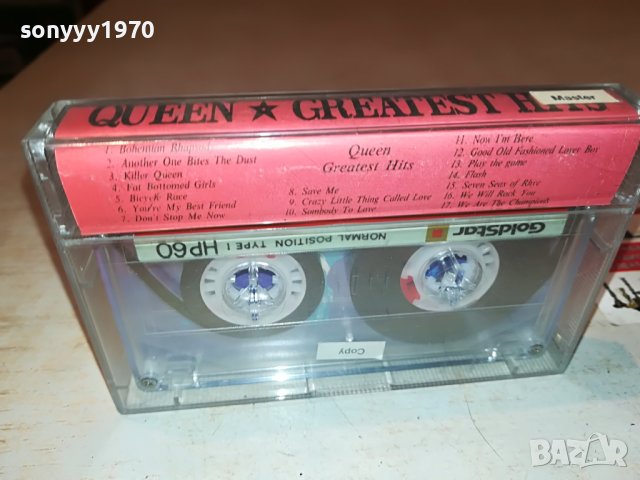 sonyyy1970
QUEEN ★ GREATEST HITS
Master
1. Bohemian Rhapsody
2. Another One Bites The Dust
3. Killer Queen
4. Fat Bottomed Girls
5. Bicycle Race
6. You're My Best Friend
7. Don't Stop Me Now
Queen
Greatest Hits
8. Save Me
9. Crazy Little Thing Called Love
10. Sombody To Love
11. Now I'm Here
12. Good Old Fashioned Lover Boy
13. Play the game
14. Flash
15. Seven Seas of Rhye
16. We Will Rock You
17. We Are The Champions
GoldStar NORMAL POSITION TYPE I HP60
Copy
BAZAR